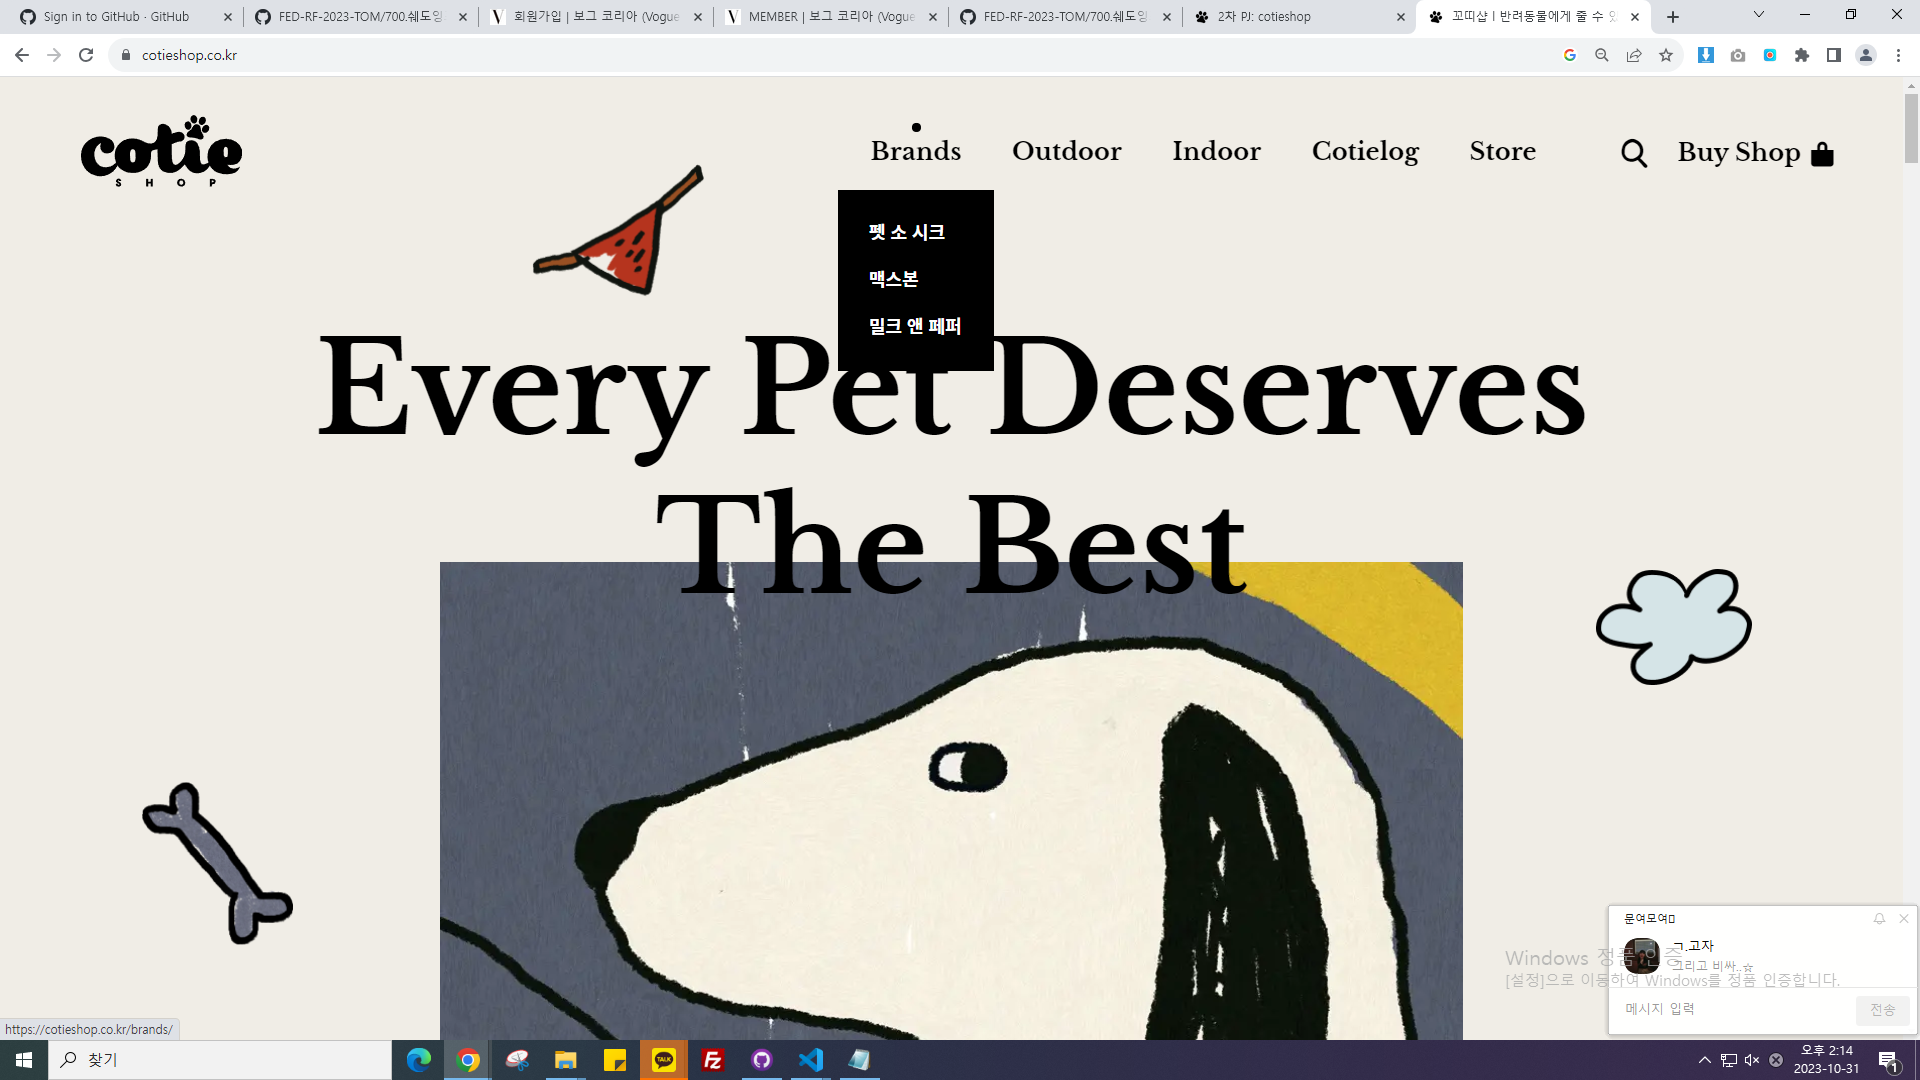 Sign in to GitHub · GitHub
FED-RF-2023-TOM/700.쉐도잉
회원가입 | 보그 코리아 (Vogue
MEMBER | 보그 코리아 (Vogue
FED-RF-2023-TOM/700.쉐도잉
2차 PJ: cotieshop
꼬띠샵ㅣ반려동물에게 줄 수 있
cotieshop.co.kr
cotie
SHOP
Brands
Outdoor
Indoor
Cotielog
Store
Buy Shop
펫 소 시크
맥스본
밀크 앤 페퍼
Every Pet Deserves
The Best
문여모여
ㄱ.고자
그리고 비싸..☆
메시지 입력
전송
Windows 정품 인증
[설정]으로 이동하여 Windows를 정품 인증합니다.
https://cotieshop.co.kr/brands/
찾기
TALK
오후 2:14
2023-10-31
1